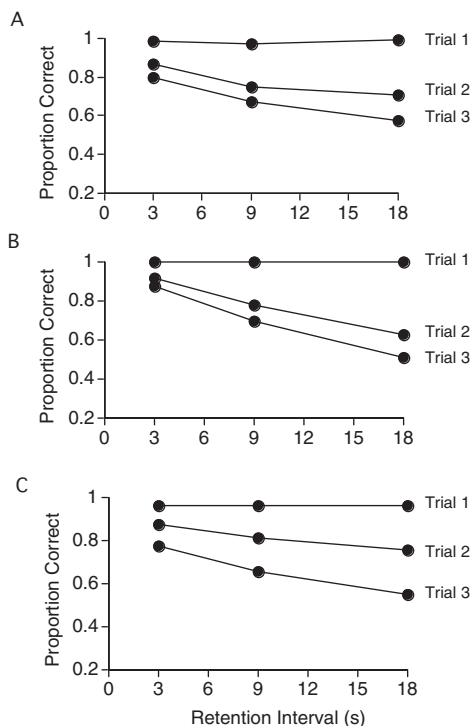 A
1
Trial 1
0.8
Trial 2
0.6
Trial 3
0.4
0.2
Proportion Correct
0 3 6 9 12 15 18
B
1
Trial 1
0.8
0.6
Trial 2
Trial 3
0.4
0.2
Proportion Correct
0 3 6 9 12 15 18
C
1
Trial 1
0.8
Trial 2
0.6
Trial 3
0.4
0.2
Proportion Correct
0 3 6 9 12 15 18
Retention Interval (s)